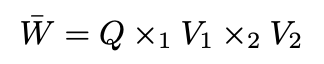 W̄ = Q ×₁ V₁ ×₂ V₂